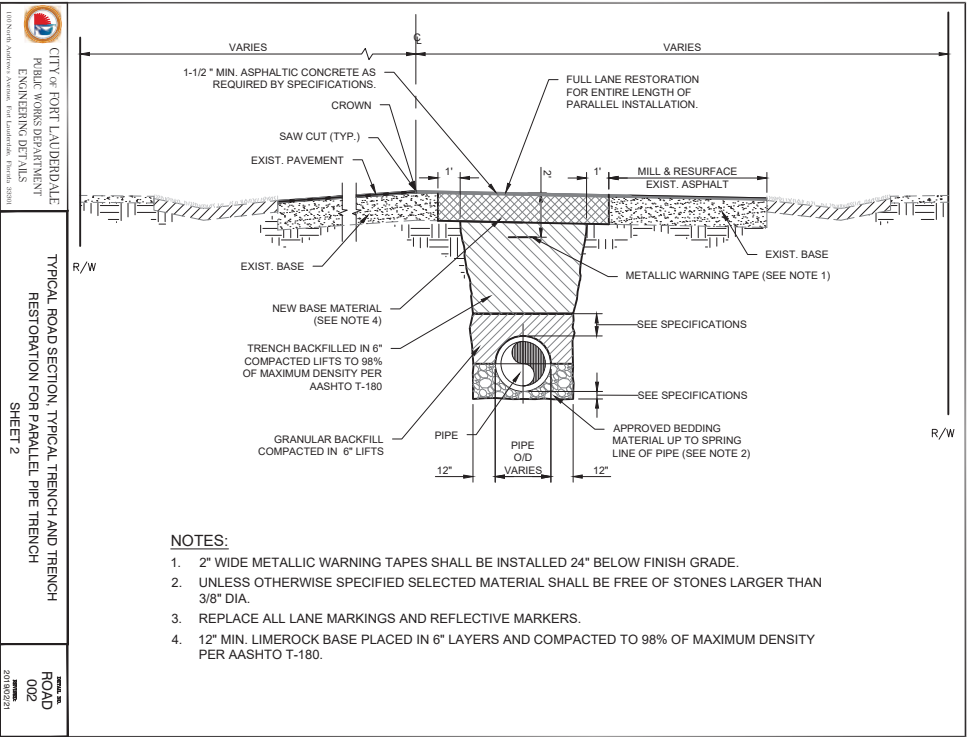 CITY OF FORT LAUDERDALE
PUBLIC WORKS DEPARTMENT
ENGINEERING DETAILS
100 North Andrews Avenue, Fort Lauderdale, Florida 33301
TYPICAL ROAD SECTION, TYPICAL TRENCH AND TRENCH
RESTORATION FOR PARALLEL PIPE TRENCH
SHEET 2
DETAIL NO.
ROAD
002
REVISED:
2019/02/21
VARIES
℄
VARIES
1-1/2 " MIN. ASPHALTIC CONCRETE AS
REQUIRED BY SPECIFICATIONS.
FULL LANE RESTORATION
FOR ENTIRE LENGTH OF
PARALLEL INSTALLATION.
CROWN
SAW CUT (TYP.)
EXIST. PAVEMENT
1'
2'
1'
MILL & RESURFACE
EXIST. ASPHALT
R/W
EXIST. BASE
EXIST. BASE
METALLIC WARNING TAPE (SEE NOTE 1)
NEW BASE MATERIAL
(SEE NOTE 4)
SEE SPECIFICATIONS
TRENCH BACKFILLED IN 6"
COMPACTED LIFTS TO 98%
OF MAXIMUM DENSITY PER
AASHTO T-180
SEE SPECIFICATIONS
GRANULAR BACKFILL
COMPACTED IN 6" LIFTS
PIPE
PIPE
O/D
VARIES
APPROVED BEDDING
MATERIAL UP TO SPRING
LINE OF PIPE (SEE NOTE 2)
R/W
12"
12"
NOTES:
1. 2" WIDE METALLIC WARNING TAPES SHALL BE INSTALLED 24" BELOW FINISH GRADE.
2. UNLESS OTHERWISE SPECIFIED SELECTED MATERIAL SHALL BE FREE OF STONES LARGER THAN
3/8" DIA.
3. REPLACE ALL LANE MARKINGS AND REFLECTIVE MARKERS.
4. 12" MIN. LIMEROCK BASE PLACED IN 6" LAYERS AND COMPACTED TO 98% OF MAXIMUM DENSITY
PER AASHTO T-180.